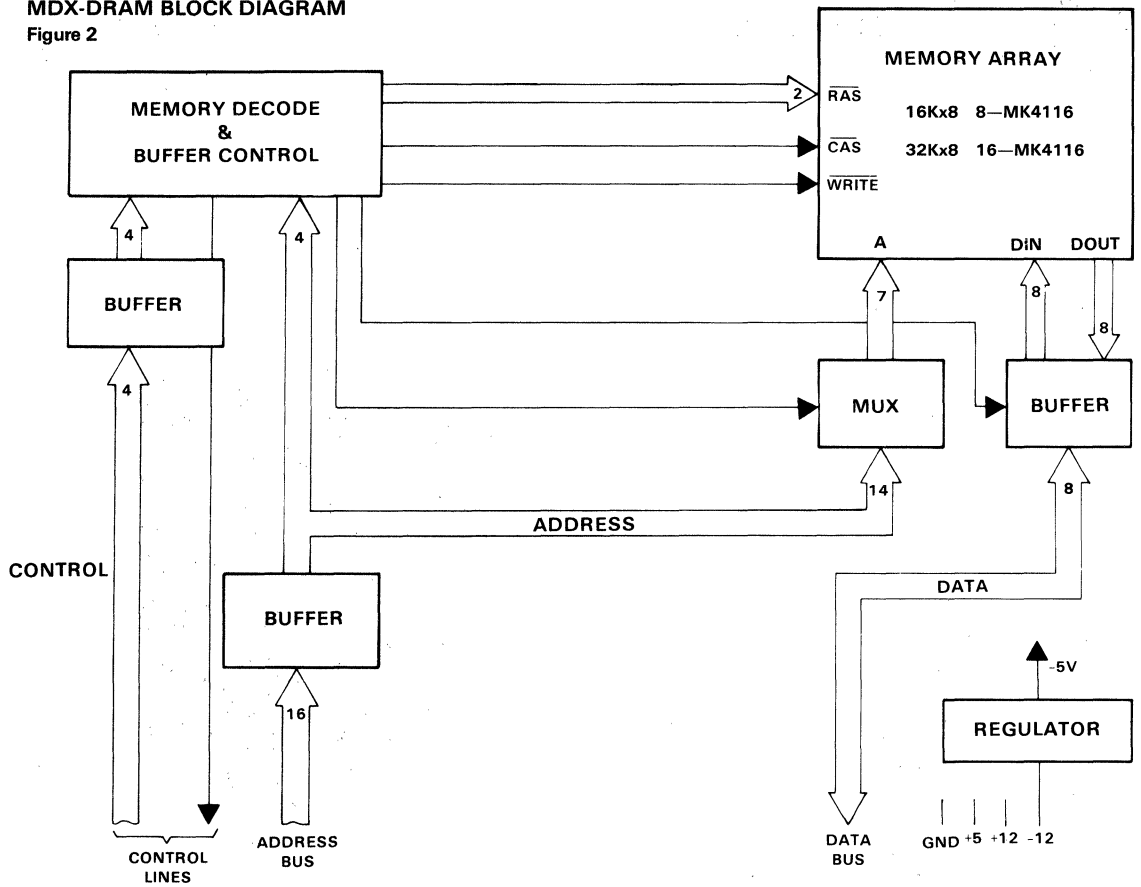 MDX-DRAM BLOCK DIAGRAM
Figure 2
MEMORY DECODE
&
BUFFER CONTROL
2
RAS
CAS
WRITE
MEMORY ARRAY
16Kx8 8—MK4116
32Kx8 16—MK4116
A
DIN
DOUT
4
4
7
8
8
BUFFER
4
MUX
BUFFER
14
8
ADDRESS
CONTROL
BUFFER
DATA
16
-5V
REGULATOR
GND +5 +12 -12
CONTROL
LINES
ADDRESS
BUS
DATA
BUS